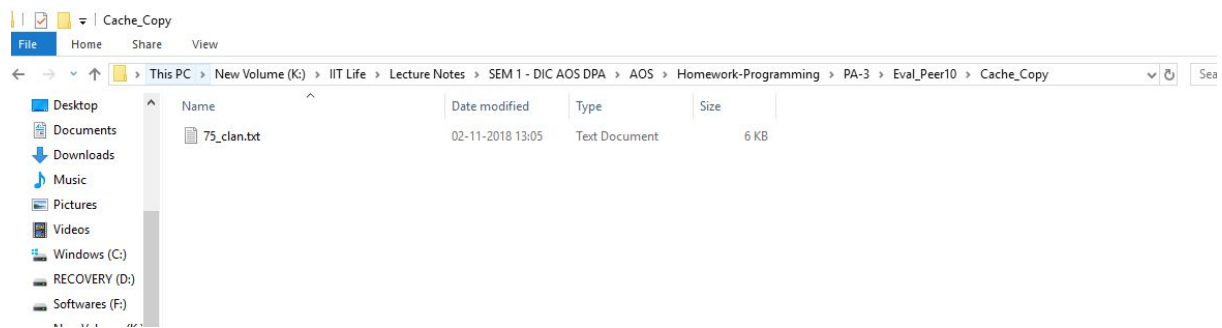 Cache_Copy
File Home Share View
This PC > New Volume (K:) > IIT Life > Lecture Notes > SEM 1 - DIC AOS DPA > AOS > Homework-Programming > PA-3 > Eval_Peer10 > Cache_Copy
Desktop Name Date modified Type Size
Documents 75_clan.txt 02-11-2018 13:05 Text Document 6 KB
Downloads
Music
Pictures
Videos
Windows (C:)
RECOVERY (D:)
Softwares (F:)